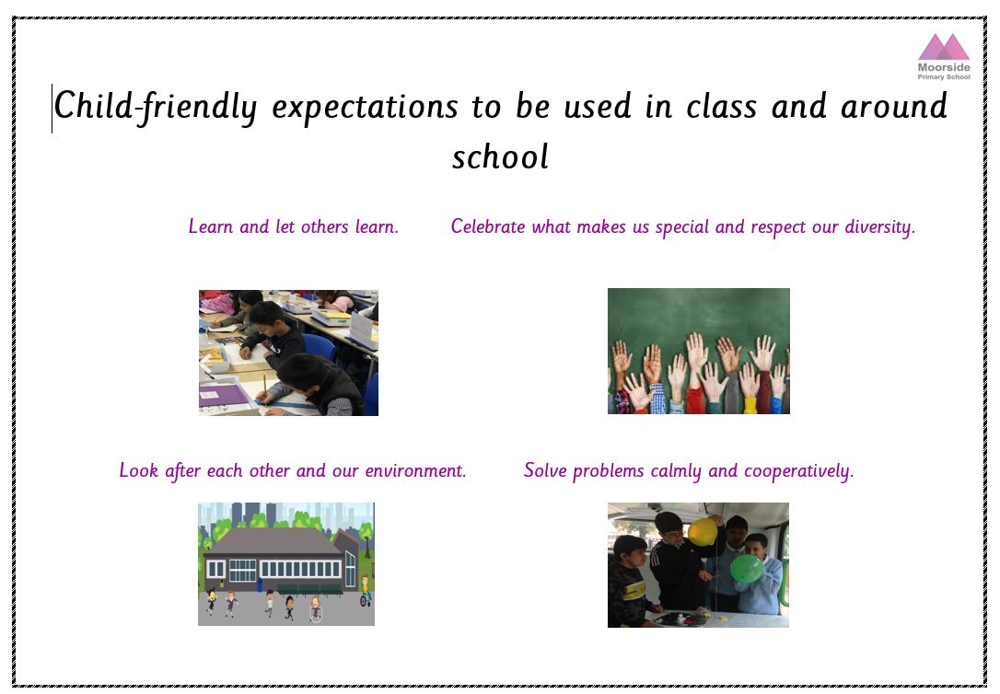 Moorside
Primary School
Child-friendly expectations to be used in class and around
school
Learn and let others learn.
Celebrate what makes us special and respect our diversity.
Look after each other and our environment.
Solve problems calmly and cooperatively.